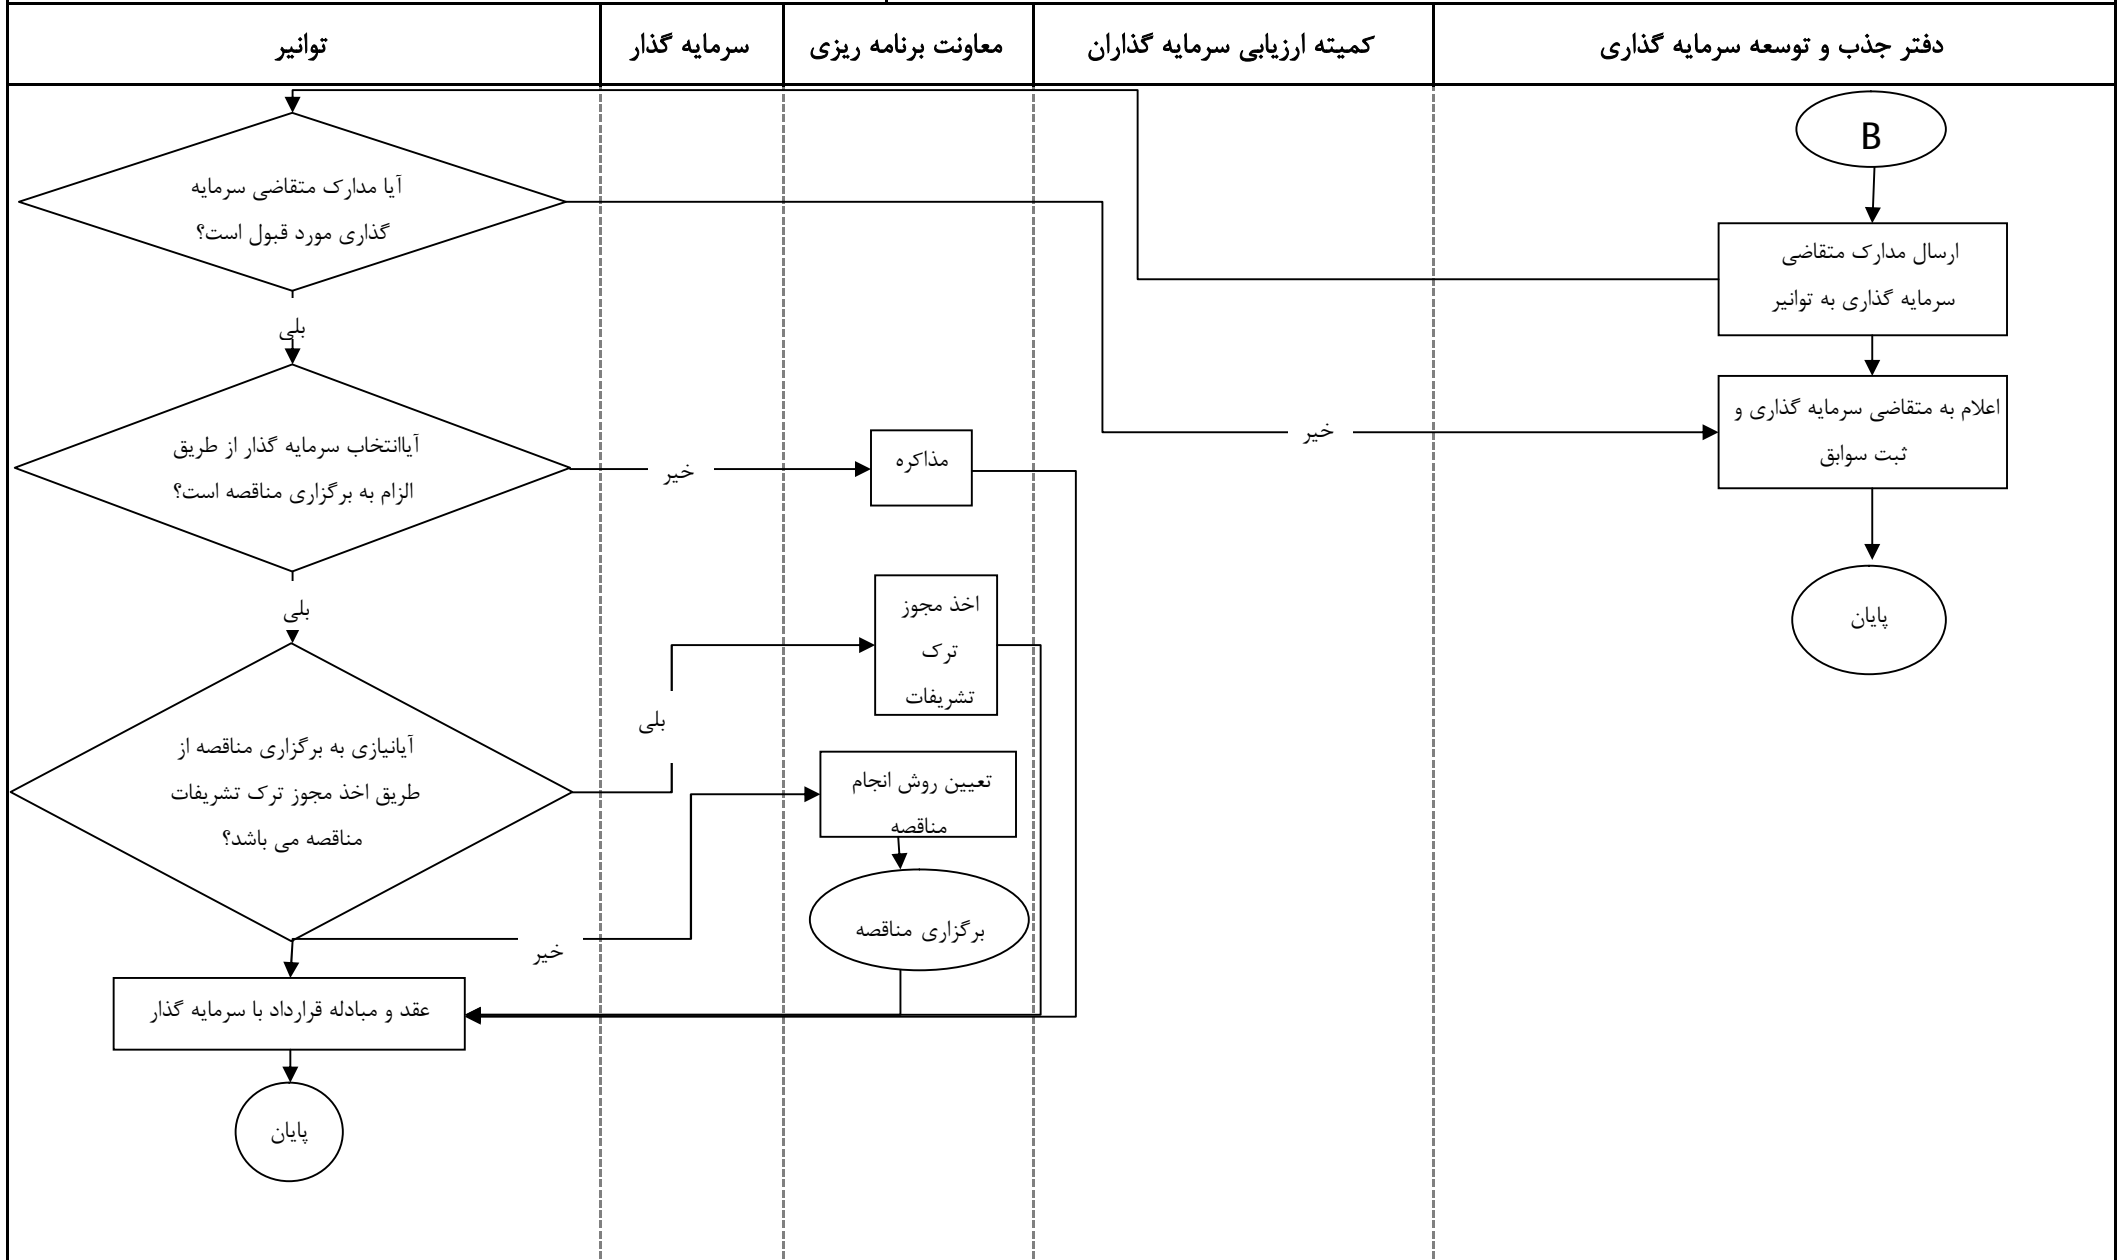 دفتر جذب و توسعه سرمایه گذاری
کمیته ارزیابی سرمایه گذاران
معاونت برنامه ریزی
سرمایه گذار
توانیر
B
ارسال مدارک متقاضی
سرمایه گذاری به توانیر
اعلام به متقاضی سرمایه گذاری و
ثبت سوابق
پایان
خیر
آیا مدارک متقاضی سرمایه
گذاری مورد قبول است؟
بلی
آیاانتخاب سرمایه گذار از طریق
الزام به برگزاری مناقصه است؟
خیر
مذاکره
بلی
آیانیازی به برگزاری مناقصه از
طریق اخذ مجوز ترک تشریفات
مناقصه می باشد؟
بلی
اخذ مجوز
ترک
تشریفات
خیر
تعیین روش انجام
مناقصه
برگزاری مناقصه
عقد و مبادله قرارداد با سرمایه گذار
پایان